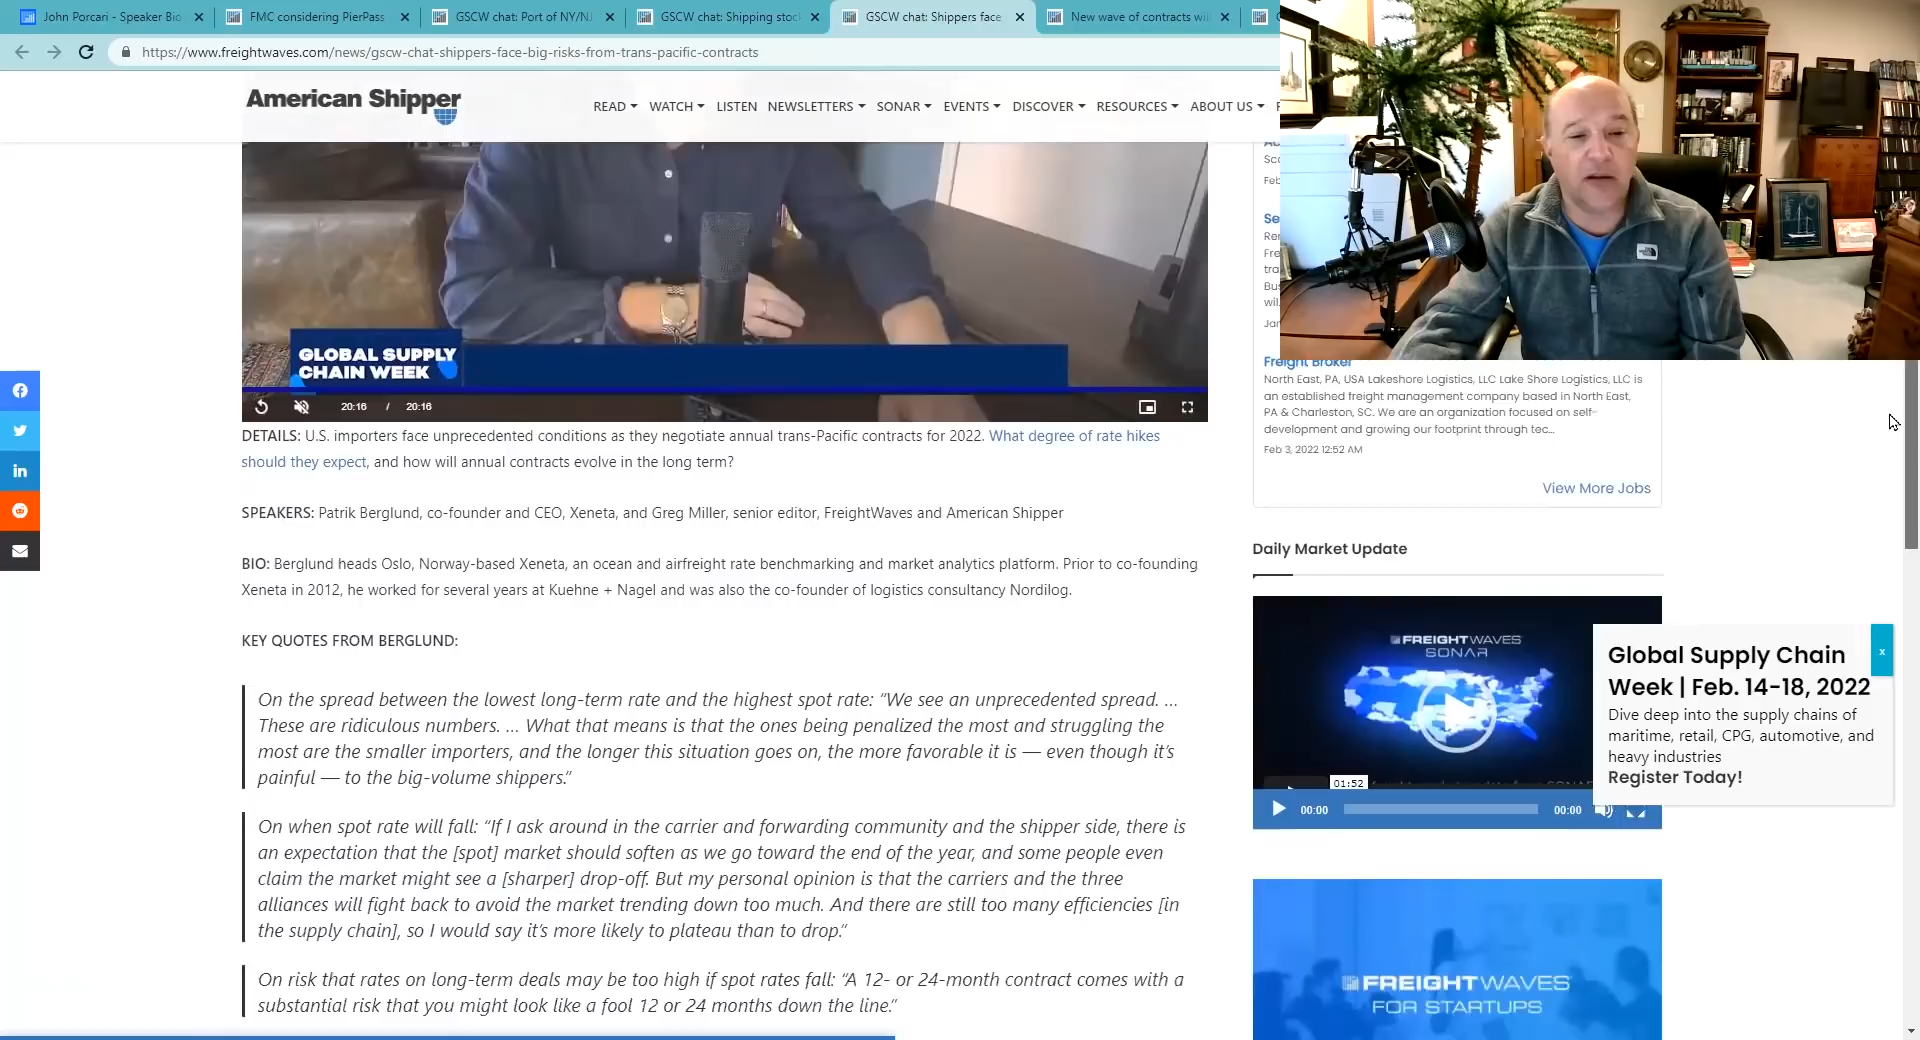 John Porcari - Speaker Bio
FMC considering PierPass
GSCW chat: Port of NY/NJ
GSCW chat: Shipping stock
GSCW chat: Shippers face
New wave of contracts will
https://www.freightwaves.com/news/gscw-chat-shippers-face-big-risks-from-trans-pacific-contracts
American Shipper
READ WATCH LISTEN NEWSLETTERS SONAR EVENTS DISCOVER RESOURCES ABOUT US
GLOBAL SUPPLY
CHAIN WEEK
20:16 / 20:16
DETAILS: U.S. importers face unprecedented conditions as they negotiate annual trans-Pacific contracts for 2022. What degree of rate hikes
should they expect, and how will annual contracts evolve in the long term?
SPEAKERS: Patrik Berglund, co-founder and CEO, Xeneta, and Greg Miller, senior editor, FreightWaves and American Shipper
BIO: Berglund heads Oslo, Norway-based Xeneta, an ocean and airfreight rate benchmarking and market analytics platform. Prior to co-founding
Xeneta in 2012, he worked for several years at Kuehne + Nagel and was also the co-founder of logistics consultancy Nordilog.
KEY QUOTES FROM BERGLUND:
On the spread between the lowest long-term rate and the highest spot rate: “We see an unprecedented spread. …
These are ridiculous numbers. … What that means is that the ones being penalized the most and struggling the
most are the smaller importers, and the longer this situation goes on, the more favorable it is — even though it’s
painful — to the big-volume shippers.”
On when spot rate will fall: “If I ask around in the carrier and forwarding community and the shipper side, there is
an expectation that the [spot] market should soften as we go toward the end of the year, and some people even
claim the market might see a [sharper] drop-off. But my personal opinion is that the carriers and the three
alliances will fight back to avoid the market trending down too much. And there are still too many efficiencies [in
the supply chain], so I would say it’s more likely to plateau than to drop.”
On risk that rates on long-term deals may be too high if spot rates fall: “A 12- or 24-month contract comes with a
substantial risk that you might look like a fool 12 or 24 months down the line.”
Freight Broker
North East, PA, USA Lakeshore Logistics, LLC Lake Shore Logistics, LLC is
an established freight management company based in North East,
PA & Charleston, SC. We are an organization focused on self-
development and growing our footprint through tec...
Feb 3, 2022 12:52 AM
View More Jobs
Daily Market Update
FREIGHTWAVES
SONAR
01:52
00:00
00:00
Global Supply Chain
Week | Feb. 14-18, 2022
Dive deep into the supply chains of
maritime, retail, CPG, automotive, and
heavy industries
Register Today!
x
FREIGHTWAVES
FOR STARTUPS